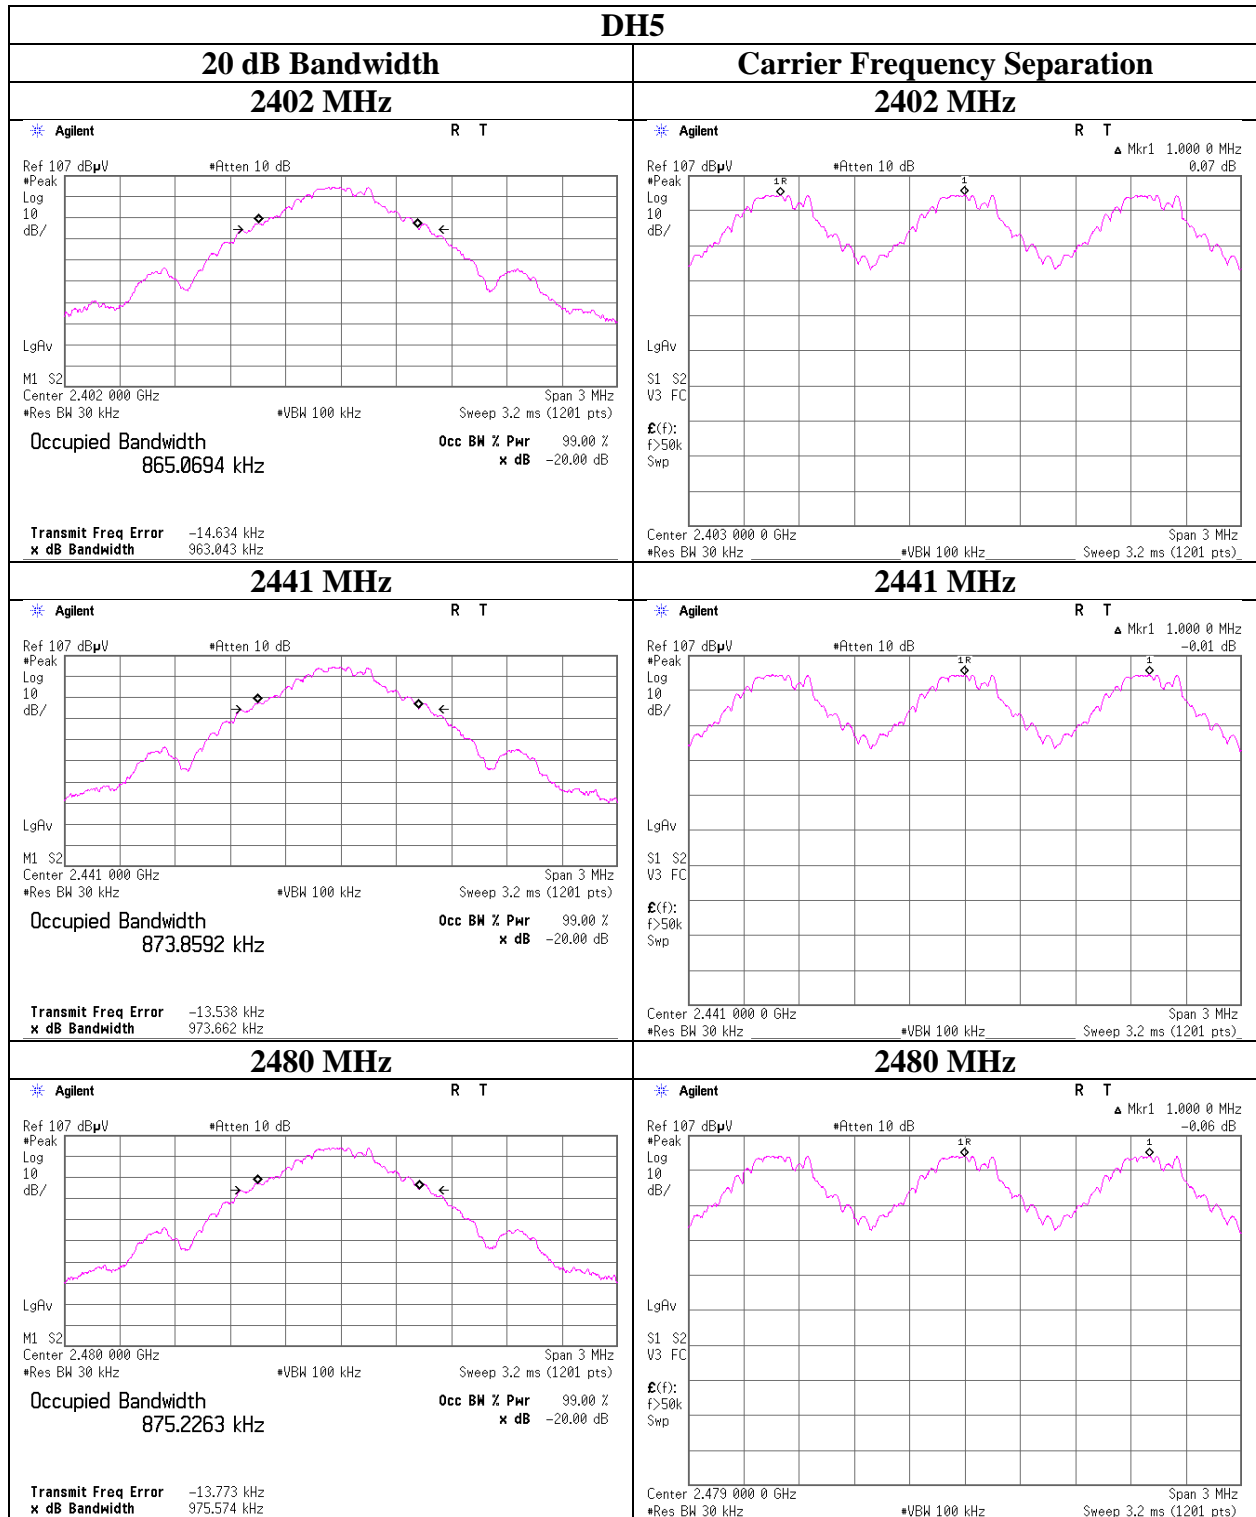 DH5
20 dB Bandwidth
Carrier Frequency Separation
2402 MHz
2402 MHz
Agilent
R T
Ref 107 dBµV
#Atten 10 dB
#Peak
Log
10
dB/
LgAv
M1 S2
Center 2.402 000 GHz
Span 3 MHz
#Res BW 30 kHz
#VBW 100 kHz
Sweep 3.2 ms (1201 pts)
Occupied Bandwidth
865.0694 kHz
Occ BW % Pwr 99.00 %
x dB -20.00 dB
Transmit Freq Error -14.634 kHz
x dB Bandwidth 963.043 kHz
Agilent
R T
Δ Mkr1 1.000 0 MHz
Ref 107 dBµV
#Atten 10 dB
0.07 dB
#Peak
Log
10
dB/
1R
1
LgAv
S1 S2
V3 FC
£(f):
f>50k
Swp
Center 2.403 000 0 GHz
Span 3 MHz
#Res BW 30 kHz
#VBW 100 kHz
Sweep 3.2 ms (1201 pts)
2441 MHz
2441 MHz
Agilent
R T
Ref 107 dBµV
#Atten 10 dB
#Peak
Log
10
dB/
LgAv
M1 S2
Center 2.441 000 GHz
Span 3 MHz
#Res BW 30 kHz
#VBW 100 kHz
Sweep 3.2 ms (1201 pts)
Occupied Bandwidth
873.8592 kHz
Occ BW % Pwr 99.00 %
x dB -20.00 dB
Transmit Freq Error -13.538 kHz
x dB Bandwidth 973.662 kHz
Agilent
R T
Δ Mkr1 1.000 0 MHz
Ref 107 dBµV
#Atten 10 dB
-0.01 dB
#Peak
Log
10
dB/
1R
1
LgAv
S1 S2
V3 FC
£(f):
f>50k
Swp
Center 2.441 000 0 GHz
Span 3 MHz
#Res BW 30 kHz
#VBW 100 kHz
Sweep 3.2 ms (1201 pts)
2480 MHz
2480 MHz
Agilent
R T
Ref 107 dBµV
#Atten 10 dB
#Peak
Log
10
dB/
LgAv
M1 S2
Center 2.480 000 GHz
Span 3 MHz
#Res BW 30 kHz
#VBW 100 kHz
Sweep 3.2 ms (1201 pts)
Occupied Bandwidth
875.2263 kHz
Occ BW % Pwr 99.00 %
x dB -20.00 dB
Transmit Freq Error -13.773 kHz
x dB Bandwidth 975.574 kHz
Agilent
R T
Δ Mkr1 1.000 0 MHz
Ref 107 dBµV
#Atten 10 dB
-0.06 dB
#Peak
Log
10
dB/
1R
1
LgAv
S1 S2
V3 FC
£(f):
f>50k
Swp
Center 2.479 000 0 GHz
Span 3 MHz
#Res BW 30 kHz
#VBW 100 kHz
Sweep 3.2 ms (1201 pts)